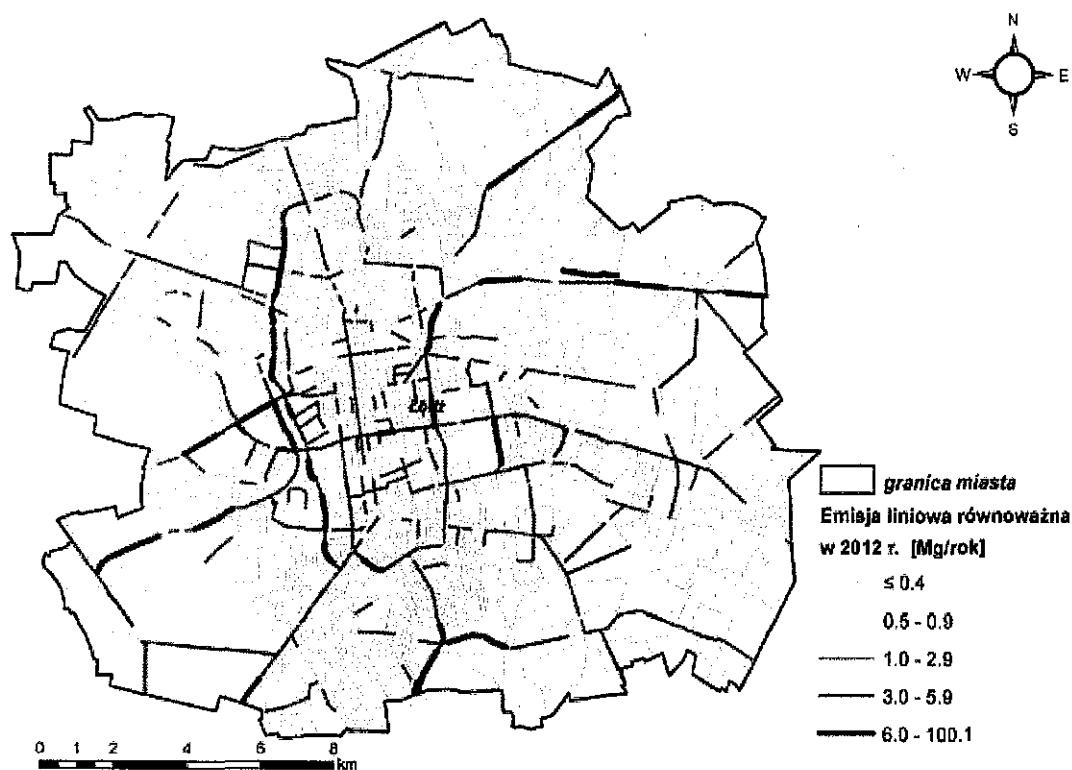 N
W E
S
Łódź
granica miasta
Emisja liniowa równoważna
w 2012 r. [Mg/rok]
≤ 0.4
0.5 - 0.9
1.0 - 2.9
3.0 - 5.9
6.0 - 100.1
0 1 2 4 6 8
km